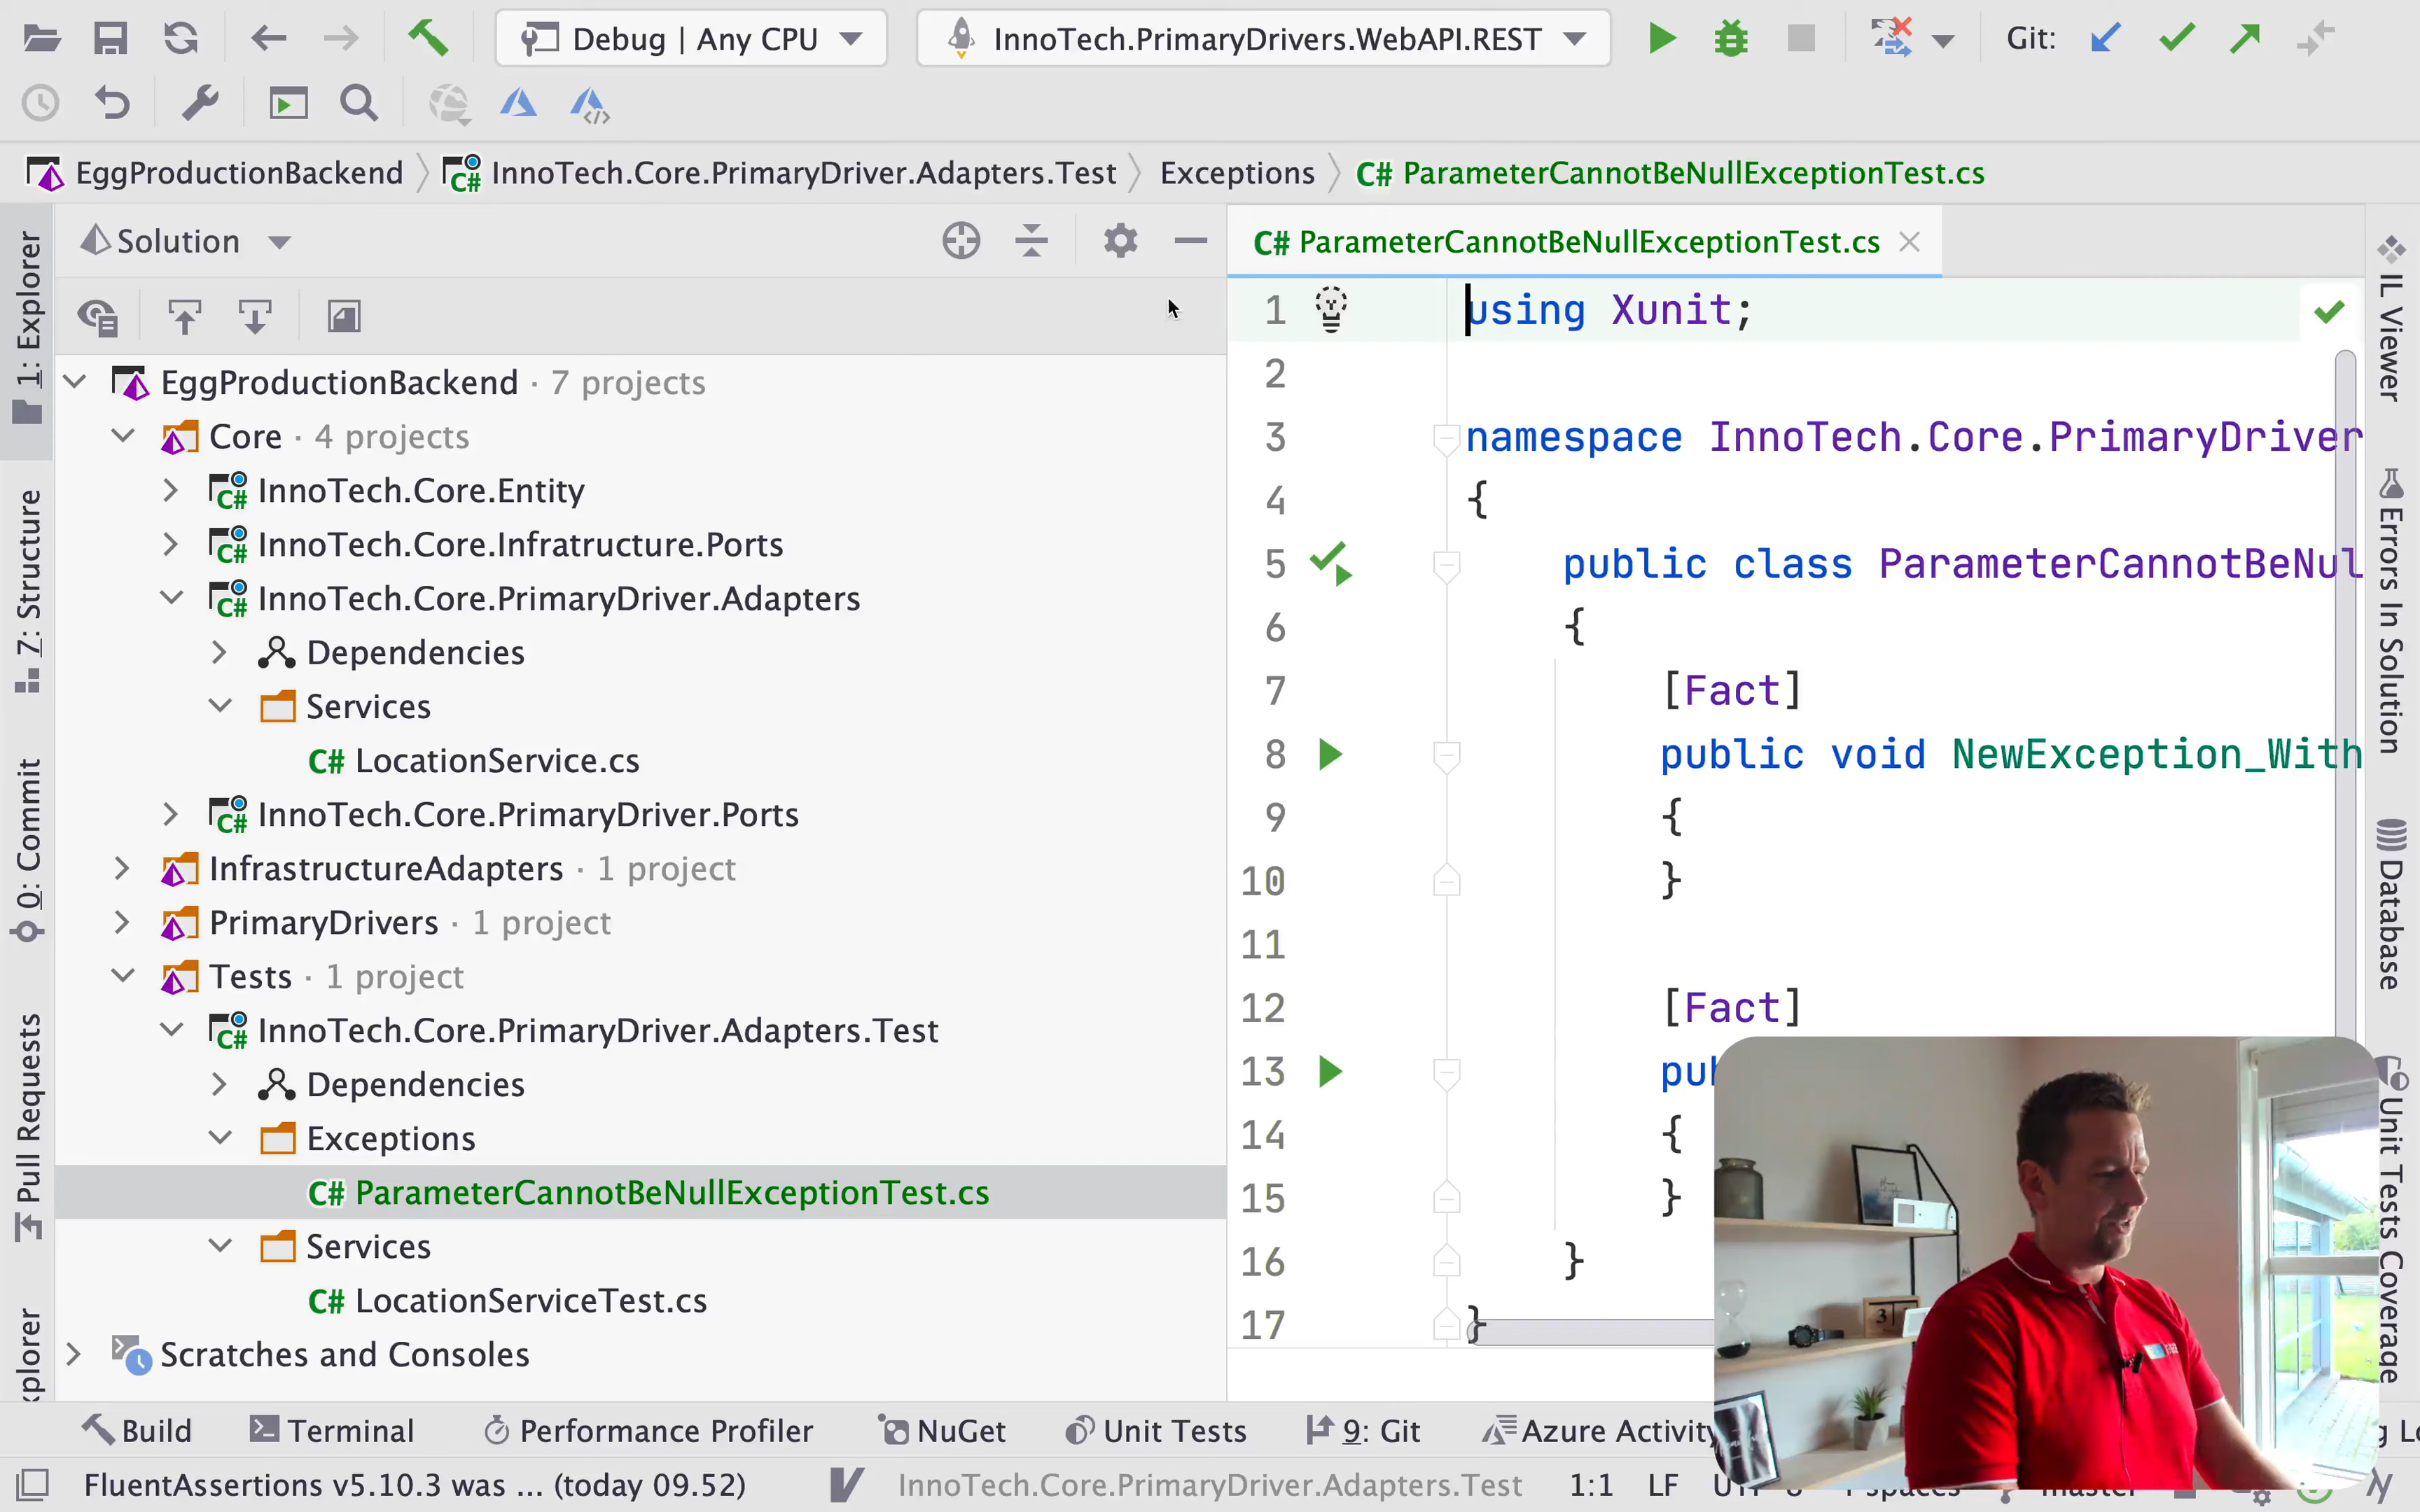 Debug | Any CPU
InnoTech.PrimaryDrivers.WebAPI.REST
Git:
EggProductionBackend
InnoTech.Core.PrimaryDriver.Adapters.Test
Exceptions
C# ParameterCannotBeNullExceptionTest.cs
1: Explorer
7: Structure
0: Commit
Pull Requests
xplorer
Solution
EggProductionBackend · 7 projects
Core · 4 projects
C# InnoTech.Core.Entity
C# InnoTech.Core.Infratructure.Ports
C# InnoTech.Core.PrimaryDriver.Adapters
Dependencies
Services
C# LocationService.cs
C# InnoTech.Core.PrimaryDriver.Ports
InfrastructureAdapters · 1 project
PrimaryDrivers · 1 project
Tests · 1 project
C# InnoTech.Core.PrimaryDriver.Adapters.Test
Dependencies
Exceptions
C# ParameterCannotBeNullExceptionTest.cs
Services
C# LocationServiceTest.cs
Scratches and Consoles
C# ParameterCannotBeNullExceptionTest.cs
1 using Xunit;
2
3 namespace InnoTech.Core.PrimaryDriver
4 {
5 public class ParameterCannotBeNul
6 {
7 [Fact]
8 public void NewException_With
9 {
10 }
11
12 [Fact]
13 pub
14 {
15 }
16 }
17 }
IL Viewer
Errors In Solution
Database
Unit Tests Coverage
Build
Terminal
Performance Profiler
NuGet
Unit Tests
9: Git
Azure Activity
g Lo
FluentAssertions v5.10.3 was ... (today 09.52)
InnoTech.Core.PrimaryDriver.Adapters.Test
1:1
LF